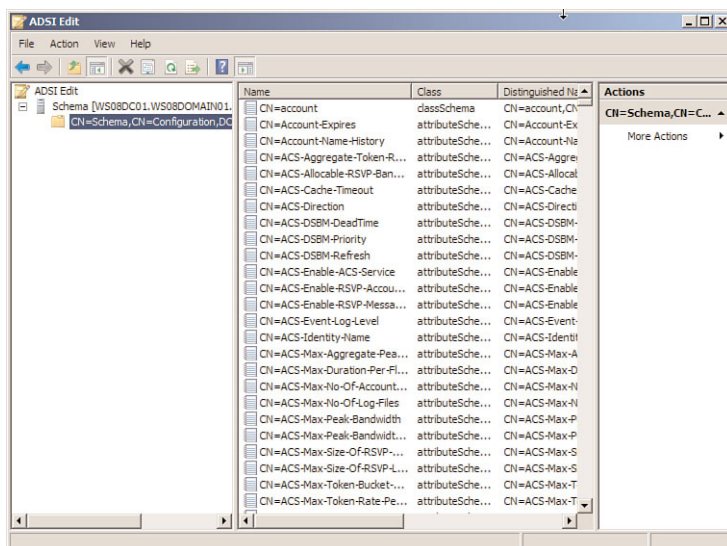 ADSI Edit
File Action View Help
ADSI Edit
Schema [WS08DC01.WS08DOMAIN01.
CN=Schema,CN=Configuration,DC
Name Class Distinguished Na
CN=account classSchema CN=account,CN
CN=Account-Expires attributeSche... CN=Account-Ex
CN=Account-Name-History attributeSche... CN=Account-Na
CN=ACS-Aggregate-Token-R... attributeSche... CN=ACS-Aggre
CN=ACS-Allocable-RSVP-Ban... attributeSche... CN=ACS-Allocab
CN=ACS-Cache-Timeout attributeSche... CN=ACS-Cache
CN=ACS-Direction attributeSche... CN=ACS-Directi
CN=ACS-DSBM-DeadTime attributeSche... CN=ACS-DSBM-
CN=ACS-DSBM-Priority attributeSche... CN=ACS-DSBM-
CN=ACS-DSBM-Refresh attributeSche... CN=ACS-DSBM-
CN=ACS-Enable-ACS-Service attributeSche... CN=ACS-Enable
CN=ACS-Enable-RSVP-Accou... attributeSche... CN=ACS-Enable
CN=ACS-Enable-RSVP-Messa... attributeSche... CN=ACS-Enable
CN=ACS-Event-Log-Level attributeSche... CN=ACS-Event-
CN=ACS-Identity-Name attributeSche... CN=ACS-Identit
CN=ACS-Max-Aggregate-Pea... attributeSche... CN=ACS-Max-A
CN=ACS-Max-Duration-Per-Fl... attributeSche... CN=ACS-Max-D
CN=ACS-Max-No-Of-Account... attributeSche... CN=ACS-Max-N
CN=ACS-Max-No-Of-Log-Files attributeSche... CN=ACS-Max-N
CN=ACS-Max-Peak-Bandwidth attributeSche... CN=ACS-Max-P
CN=ACS-Max-Peak-Bandwidt... attributeSche... CN=ACS-Max-P
CN=ACS-Max-Size-Of-RSVP-... attributeSche... CN=ACS-Max-S
CN=ACS-Max-Size-Of-RSVP-L... attributeSche... CN=ACS-Max-S
CN=ACS-Max-Token-Bucket-... attributeSche... CN=ACS-Max-T
CN=ACS-Max-Token-Rate-Pe... attributeSche... CN=ACS-Max-T
Actions
CN=Schema,CN=C...
More Actions